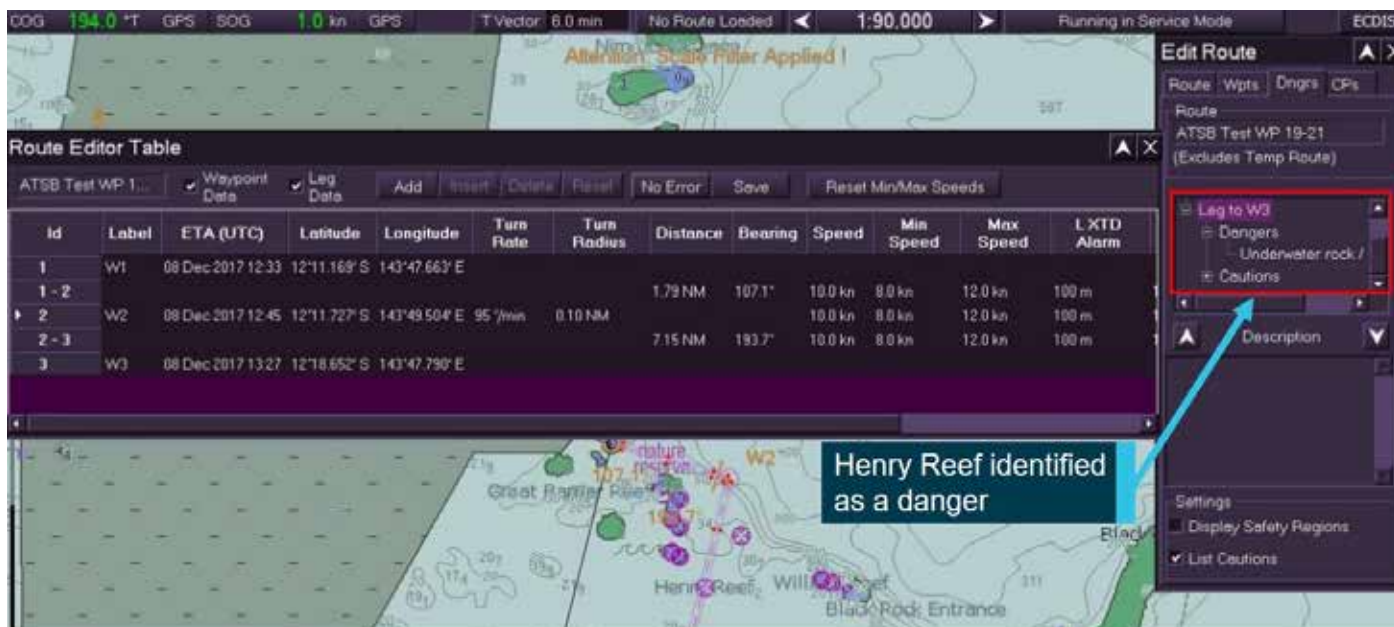 COG 194.0 °T GPS SOG 1.0 kn GPS T Vector 6.0 min No Route Loaded 1:90,000 Running in Service Mode ECDIS
Attention: Scale Filter Applied !
Edit Route
Route Wpts Dngrs CPs
Route
ATSB Test WP 19-21
(Excludes Temp Route)
Leg to W3
Dangers
Underwater rock /
Cautions
Description
Settings
Display Safety Regions
List Cautions
Route Editor Table
ATSB Test WP 1... Waypoint Data Leg Data Add Insert Delete Reset No Error Save Reset Min/Max Speeds
Id Label ETA (UTC) Latitude Longitude Turn Rate Turn Radius Distance Bearing Speed Min Speed Max Speed L XTD Alarm
1 W1 08 Dec 2017 12:33 12°11.169' S 143°47.663' E
1 - 2 1.79 NM 107.1° 10.0 kn 8.0 kn 12.0 kn 100 m
2 W2 08 Dec 2017 12:45 12°11.727' S 143°49.504' E 95 °/min 0.10 NM 10.0 kn 8.0 kn 12.0 kn 100 m
2 - 3 7.15 NM 193.7° 10.0 kn 8.0 kn 12.0 kn 100 m
3 W3 08 Dec 2017 13:27 12°18.652' S 143°47.790' E
nature
W2
Great Barrier Reef
Henry Reef identified
as a danger
Henry Reef
Black Rock Entrance
311